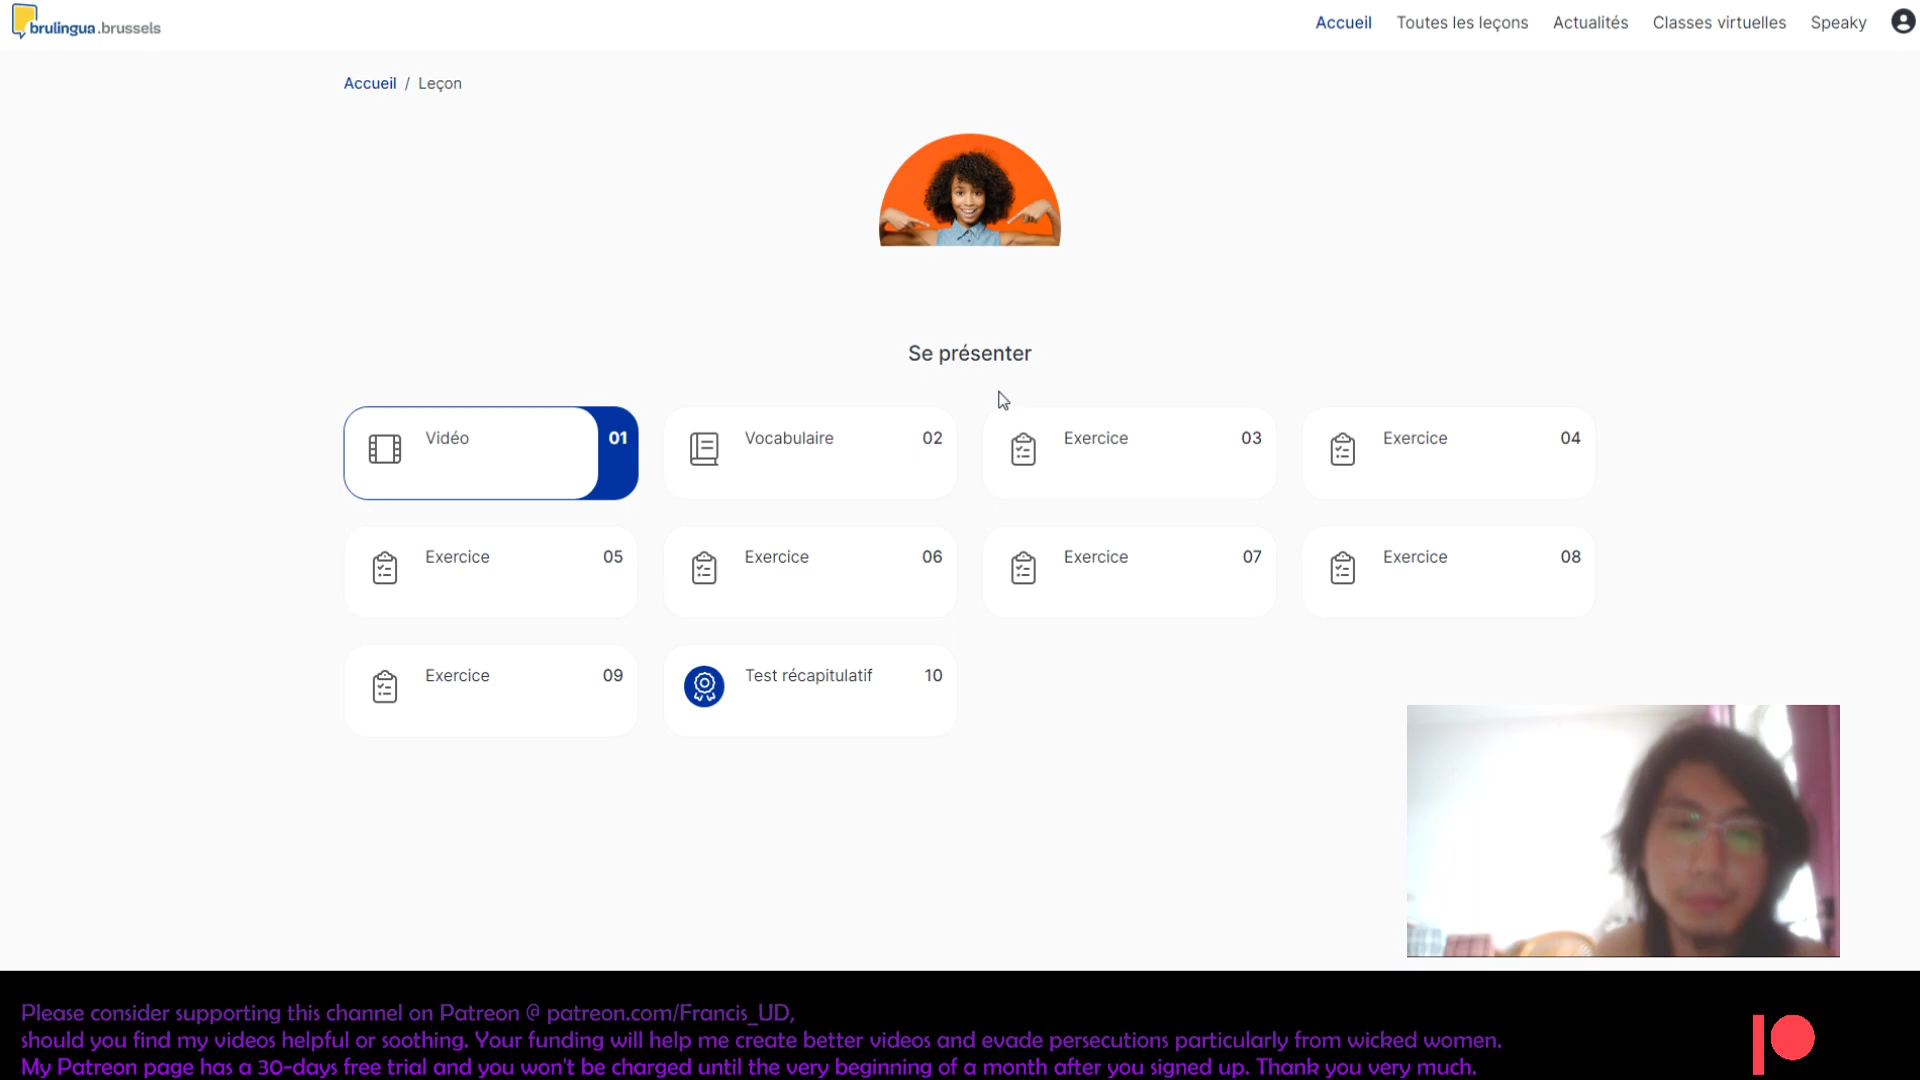 brulingua.brussels
Accueil Toutes les leçons Actualités Classes virtuelles Speaky
Accueil / Leçon
Se présenter
Vidéo 01
Vocabulaire 02
Exercice 03
Exercice 04
Exercice 05
Exercice 06
Exercice 07
Exercice 08
Exercice 09
Test récapitulatif 10
Please consider supporting this channel on Patreon @ patreon.com/Francis_UD,
should you find my videos helpful or soothing. Your funding will help me create better videos and evade persecutions particularly from wicked women.
My Patreon page has a 30-days free trial and you won't be charged until the very beginning of a month after you signed up. Thank you very much.